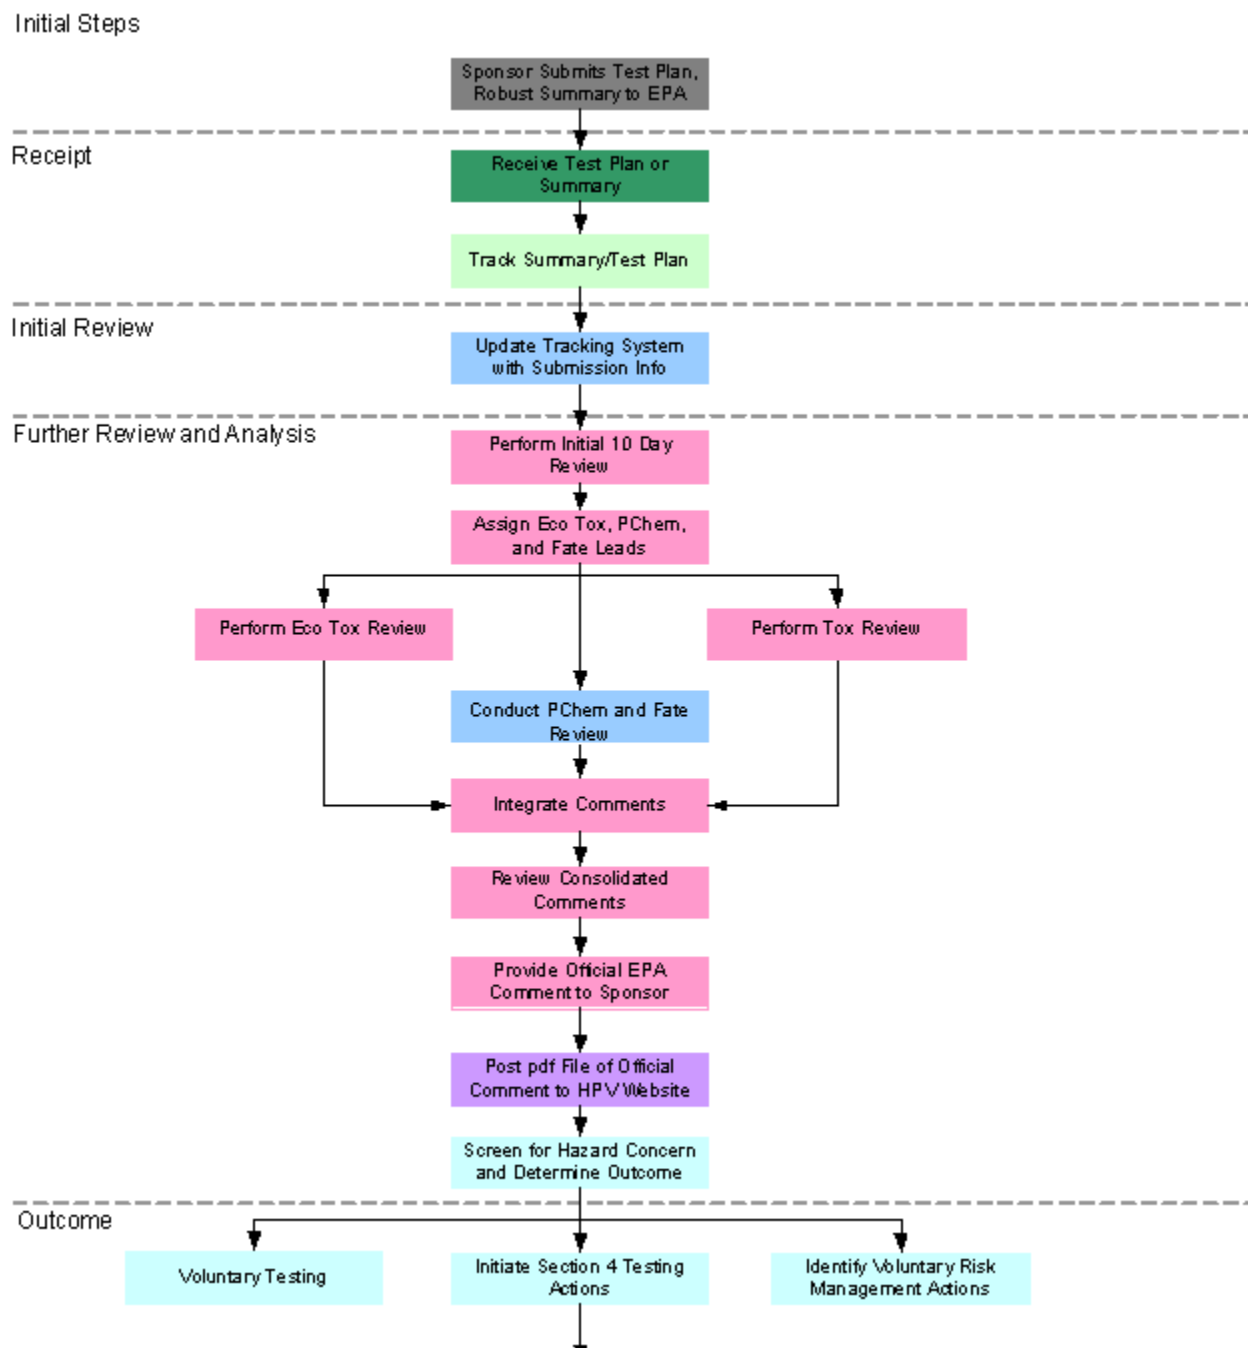 Initial Steps
Sponsor Submits Test Plan,
Robust Summary to EPA
Receipt
Receive Test Plan or
Summary
Track Summary/Test Plan
Initial Review
Update Tracking System
with Submission Info
Further Review and Analysis
Perform Initial 10 Day
Review
Assign Eco Tox, PChem,
and Fate Leads
Perform Eco Tox Review
Perform Tox Review
Conduct PChem and Fate
Review
Integrate Comments
Review Consolidated
Comments
Provide Official EPA
Comment to Sponsor
Post pdf File of Official
Comment to HPV Website
Screen for Hazard Concern
and Determine Outcome
Outcome
Voluntary Testing
Initiate Section 4 Testing
Actions
Identify Voluntary Risk
Management Actions